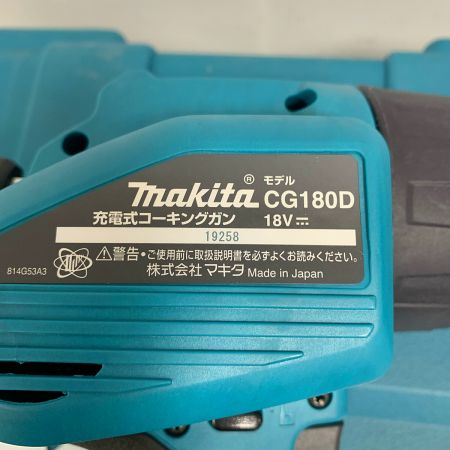 makita® モデル CG180D
充電式コーキングガン 18V
19258
⚠警告・ご使用前に取扱説明書を必ずよくお読みください。
株式会社マキタ Made in Japan
814G53A3